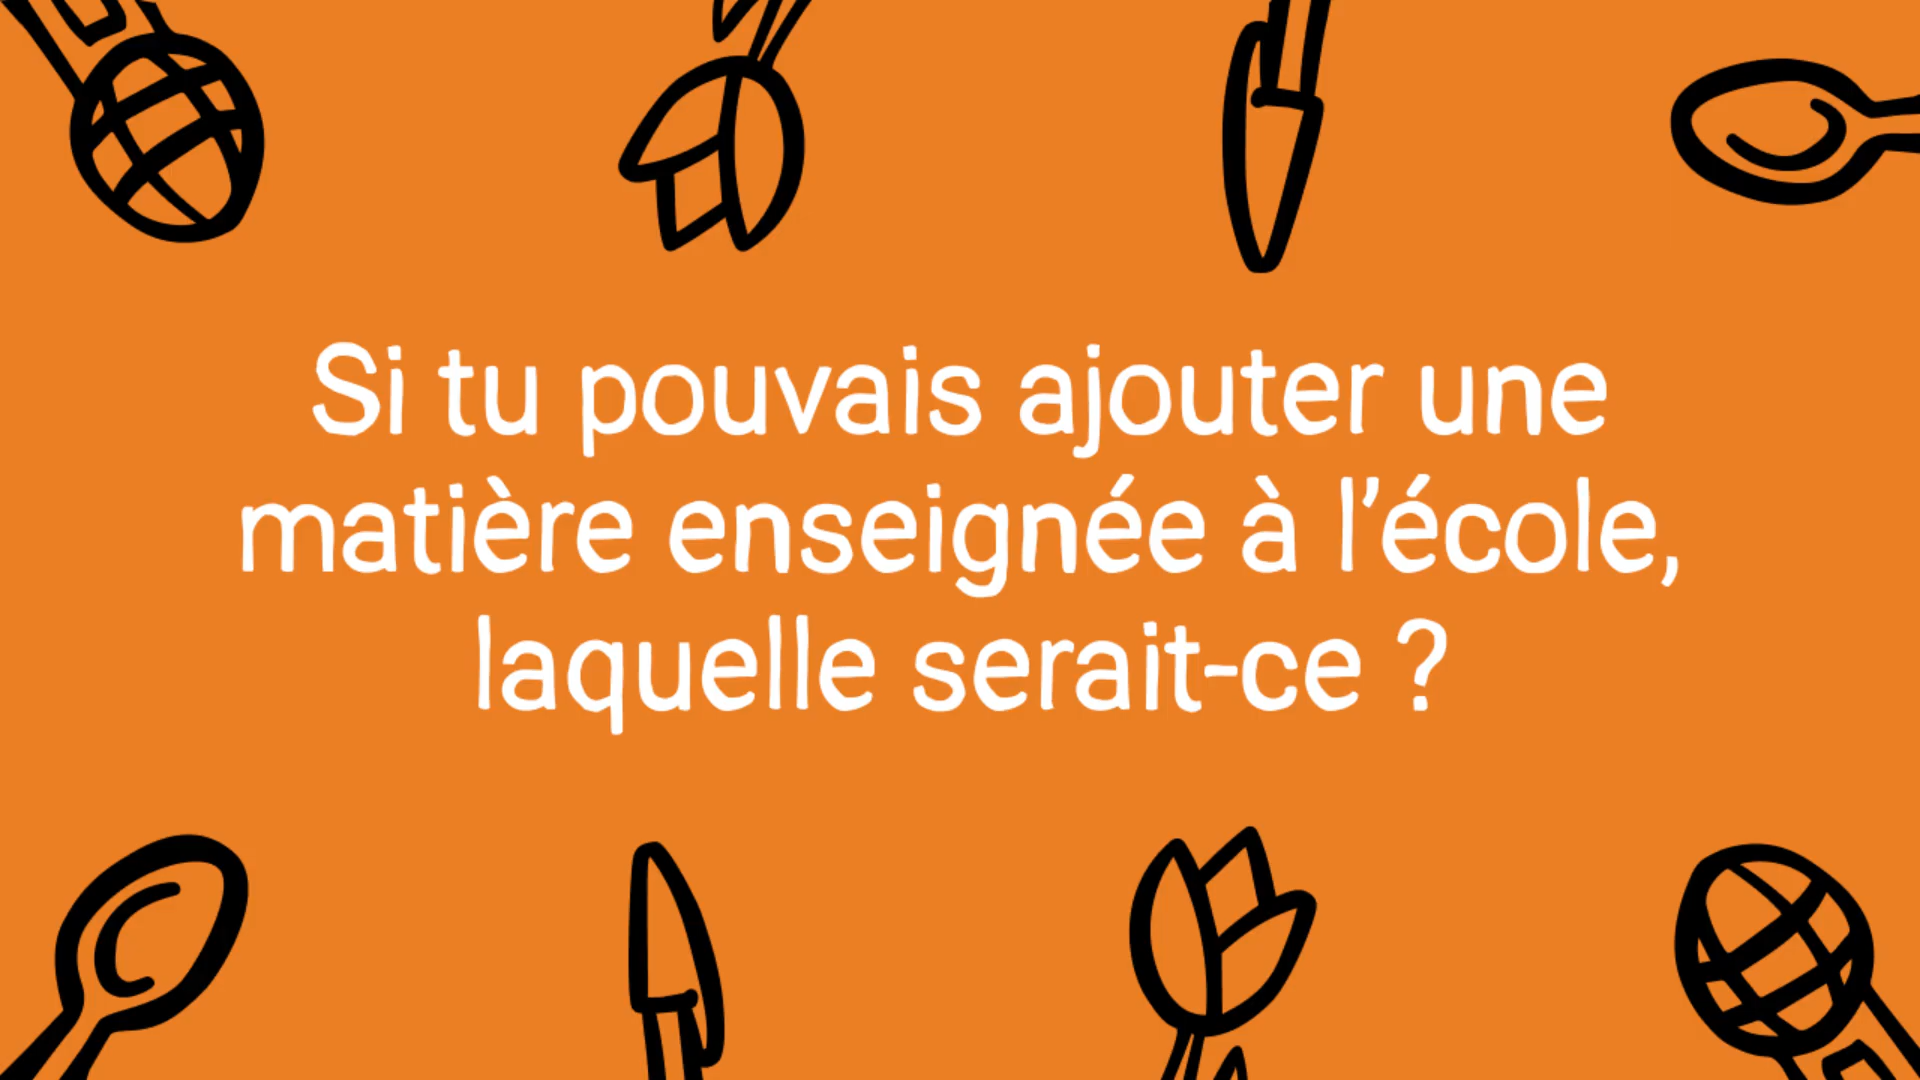 Si tu pouvais ajouter une
matière enseignée à l’école,
laquelle serait-ce ?